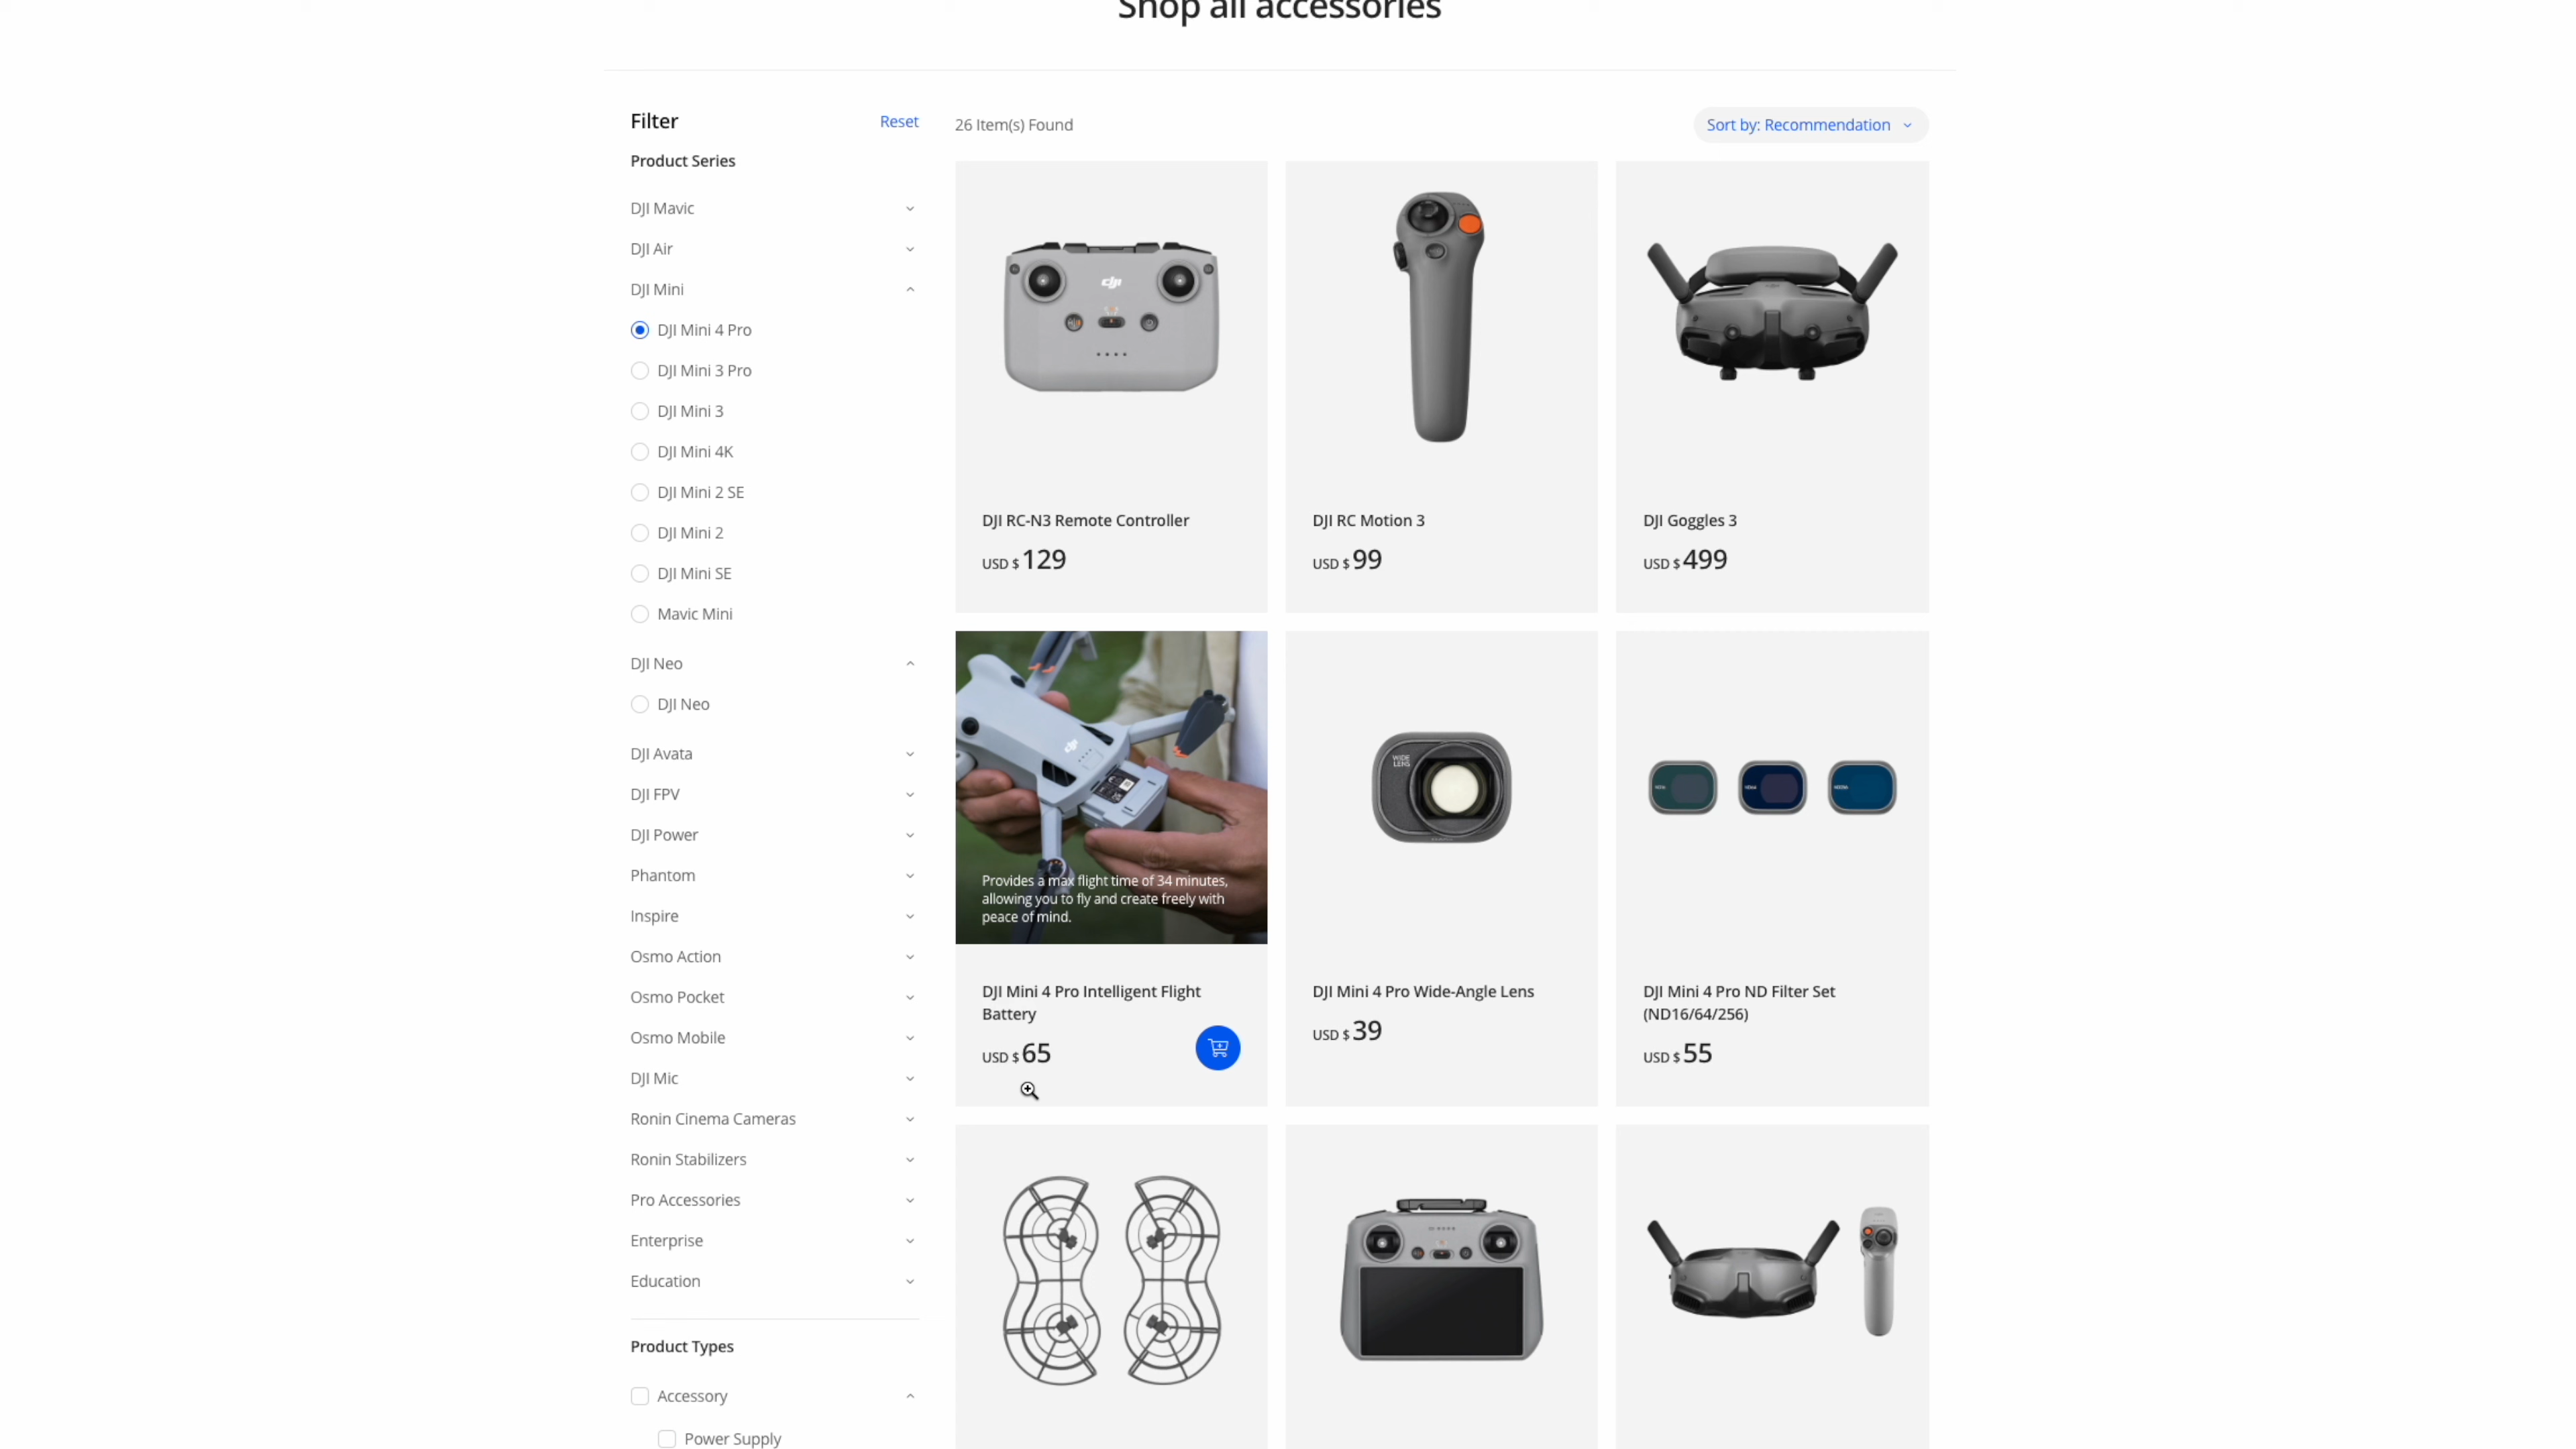 Shop all accessories
Filter
Reset
26 Item(s) Found
Sort by: Recommendation
Product Series
DJI Mavic
DJI Air
DJI Mini
DJI Mini 4 Pro
DJI Mini 3 Pro
DJI Mini 3
DJI Mini 4K
DJI Mini 2 SE
DJI Mini 2
DJI Mini SE
Mavic Mini
DJI Neo
DJI Neo
DJI Avata
DJI FPV
DJI Power
Phantom
Inspire
Osmo Action
Osmo Pocket
Osmo Mobile
DJI Mic
Ronin Cinema Cameras
Ronin Stabilizers
Pro Accessories
Enterprise
Education
Product Types
Accessory
Power Supply
dji
DJI RC-N3 Remote Controller
USD $ 129
DJI RC Motion 3
USD $ 99
DJI Goggles 3
USD $ 499
dji
Provides a max flight time of 34 minutes,
allowing you to fly and create freely with
peace of mind.
DJI Mini 4 Pro Intelligent Flight
Battery
USD $ 65
WIDE
LENS
DJI Mini 4 Pro Wide-Angle Lens
USD $ 39
DJI Mini 4 Pro ND Filter Set
(ND16/64/256)
USD $ 55